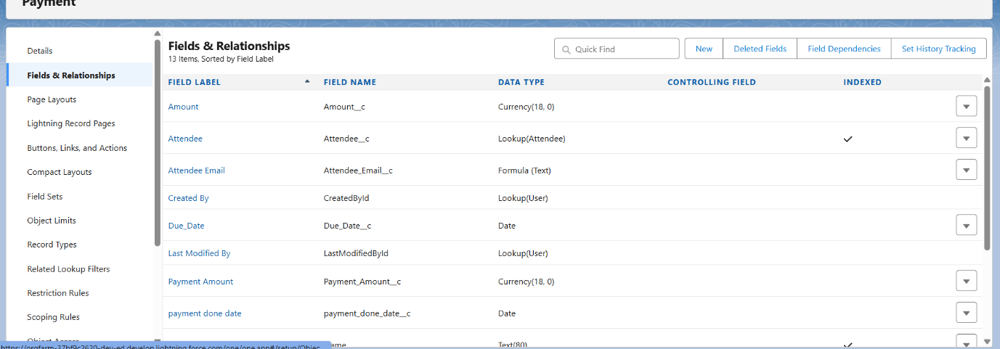 Payment
Details
Fields & Relationships
Page Layouts
Lightning Record Pages
Buttons, Links, and Actions
Compact Layouts
Field Sets
Object Limits
Record Types
Related Lookup Filters
Restriction Rules
Scoping Rules
Object Access
Fields & Relationships
13 Items, Sorted by Field Label
Quick Find
New Deleted Fields Field Dependencies Set History Tracking
FIELD LABEL FIELD NAME DATA TYPE CONTROLLING FIELD INDEXED
Amount Amount__c Currency(18, 0)
Attendee Attendee__c Lookup(Attendee)
Attendee Email Attendee_Email__c Formula (Text)
Created By CreatedById Lookup(User)
Due_Date Due_Date__c Date
Last Modified By LastModifiedById Lookup(User)
Payment Amount Payment_Amount__c Currency(18, 0)
payment done date payment_done_date__c Date
ame Text(80)
https://orgfarm-37bf9c2620-dev-ed.develop.lightning.force.com/one/one.app#/setup/Objec...